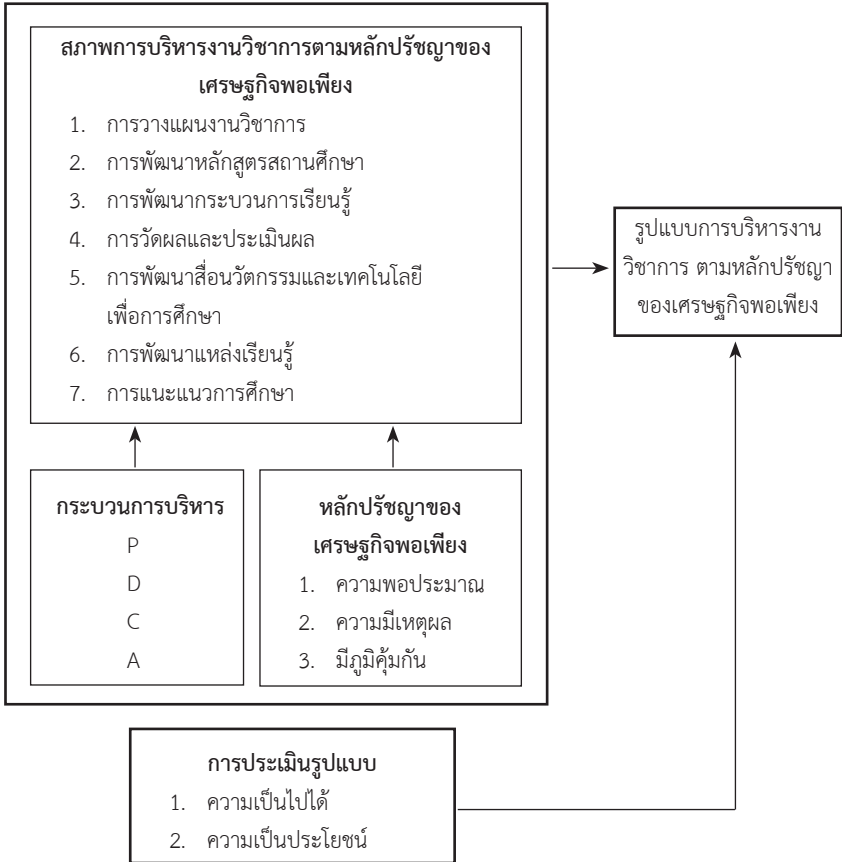 สภาพการบริหารงานวิชาการตามหลักปรัชญาของ
เศรษฐกิจพอเพียง
1. การวางแผนงานวิชาการ
2. การพัฒนาหลักสูตรสถานศึกษา
3. การพัฒนากระบวนการเรียนรู้
4. การวัดผลและประเมินผล
5. การพัฒนาสื่อนวัตกรรมและเทคโนโลยี
เพื่อการศึกษา
6. การพัฒนาแหล่งเรียนรู้
7. การแนะแนวการศึกษา
รูปแบบการบริหารงาน
วิชาการ ตามหลักปรัชญา
ของเศรษฐกิจพอเพียง
กระบวนการบริหาร
P
D
C
A
หลักปรัชญาของ
เศรษฐกิจพอเพียง
1. ความพอประมาณ
2. ความมีเหตุผล
3. มีภูมิคุ้มกัน
การประเมินรูปแบบ
1. ความเป็นไปได้
2. ความเป็นประโยชน์